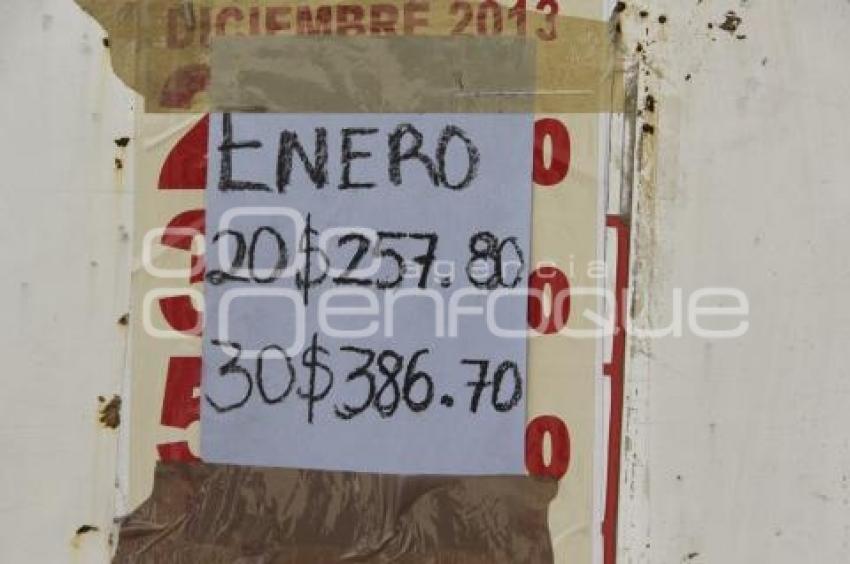 DICIEMBRE 2013
ENERO
20 $257.80
30 $386.70
agencia
enfoque